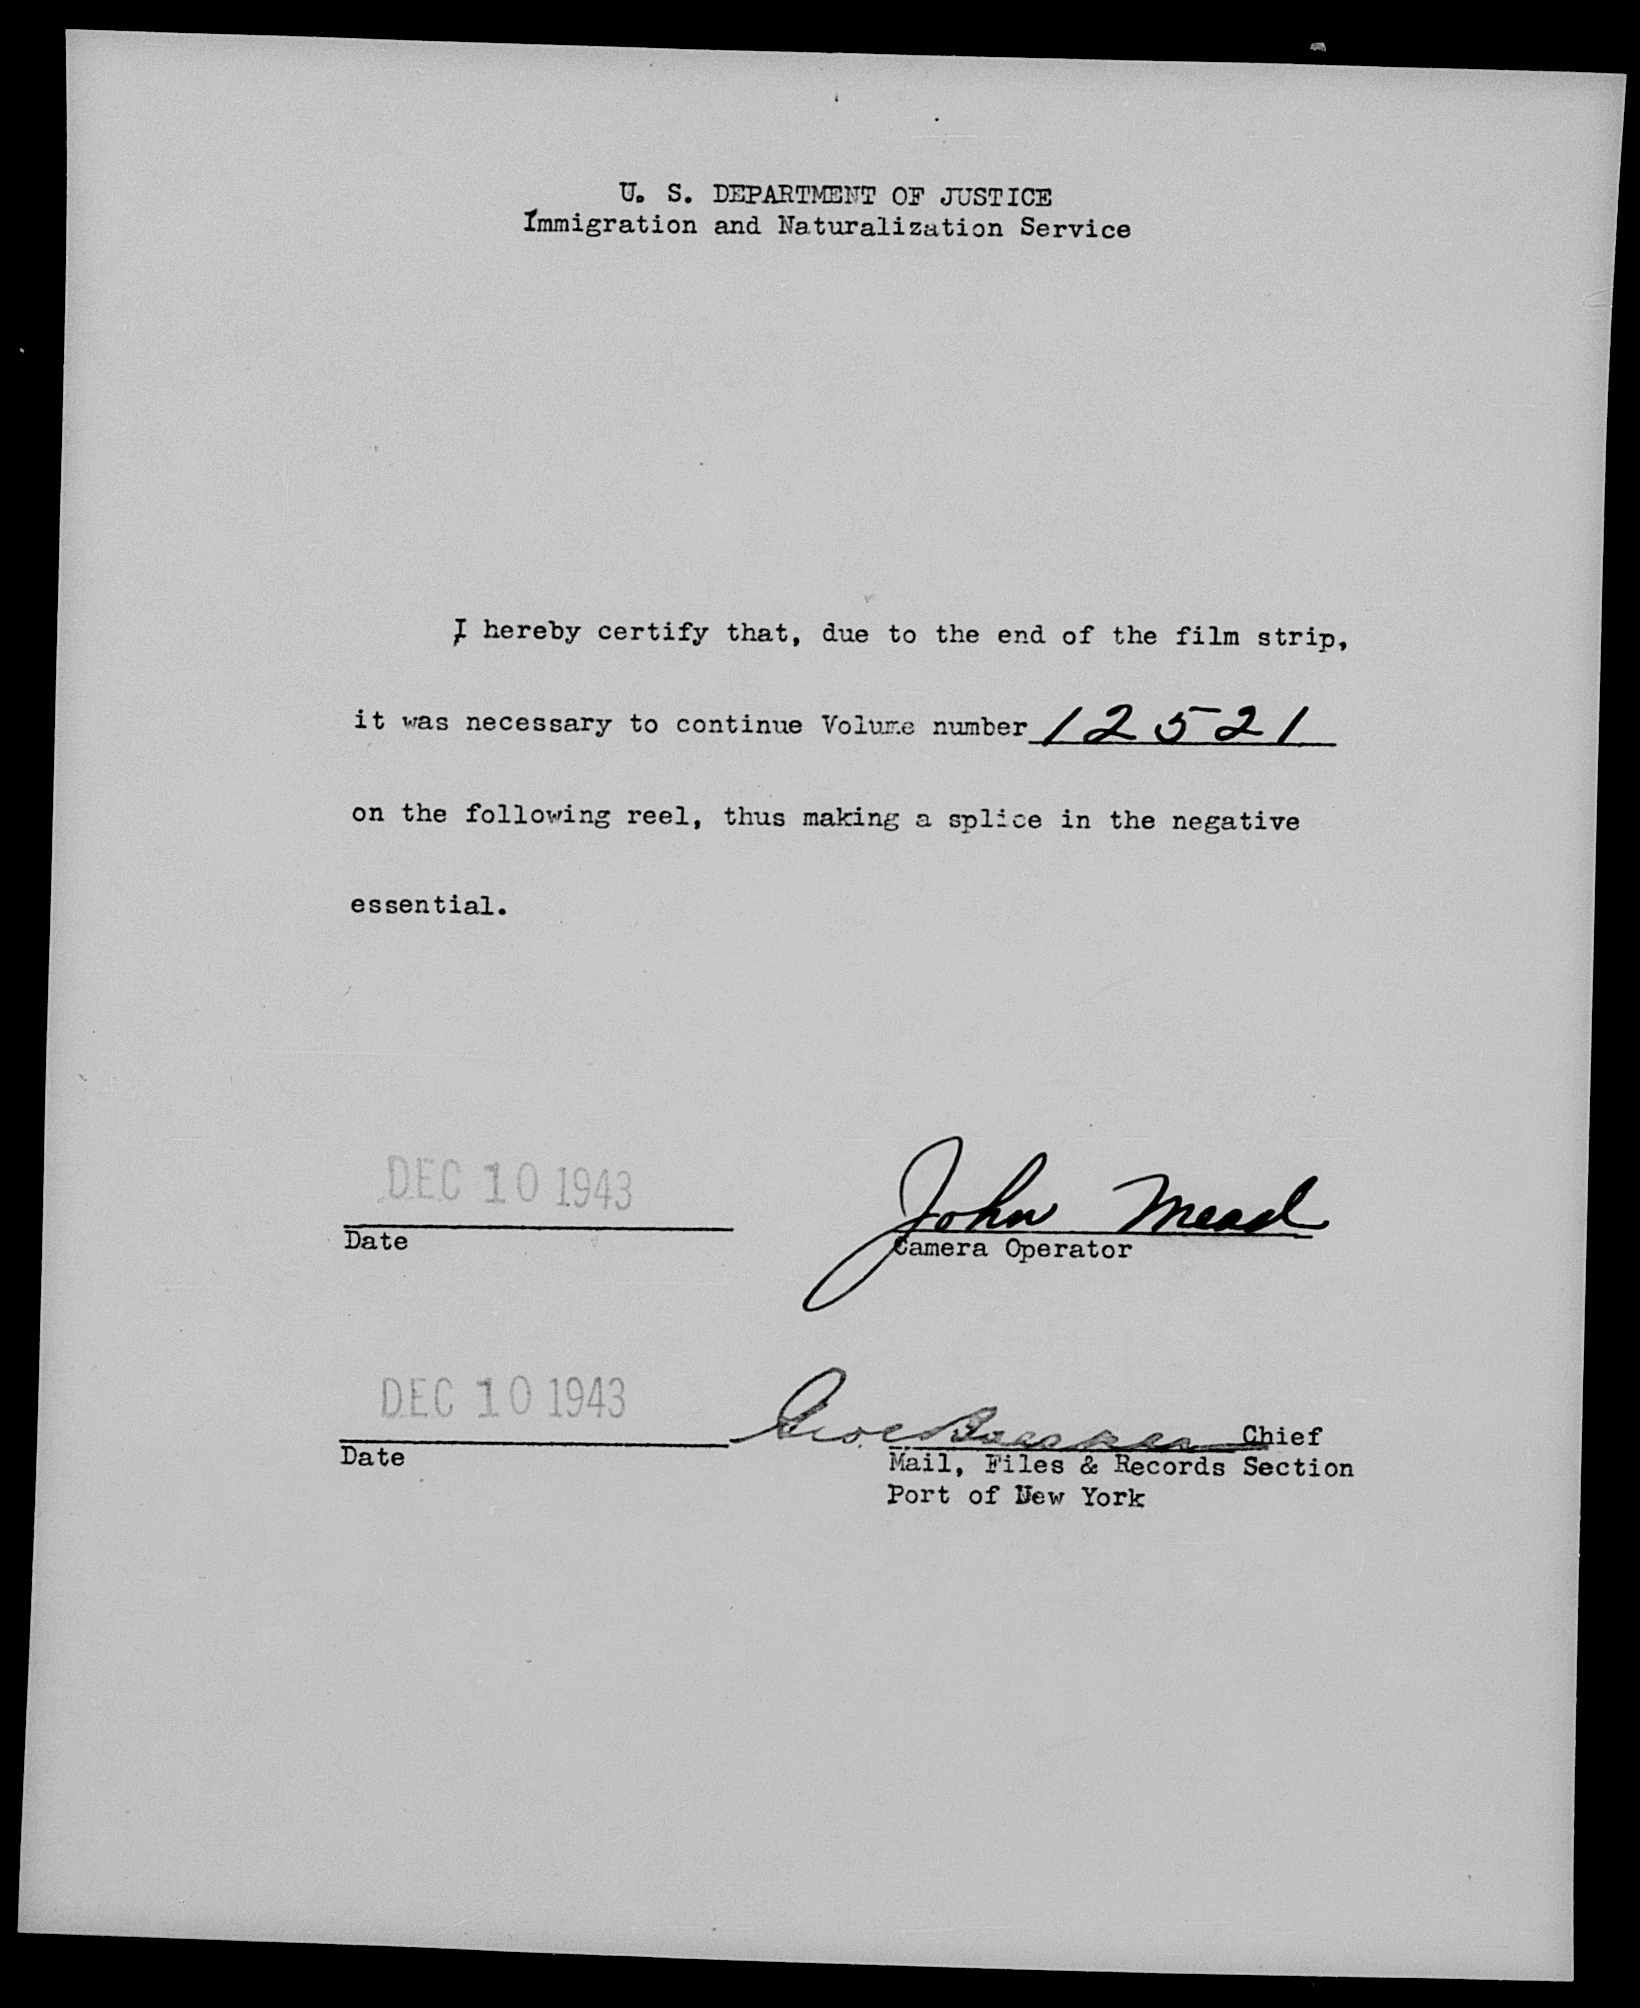 U. S. DEPARTMENT OF JUSTICE
Immigration and Naturalization Service
I hereby certify that, due to the end of the film strip,
it was necessary to continue Volume number 12521
on the following reel, thus making a splice in the negative
essential.
DEC 10 1943
John Mead
Date
Camera Operator
DEC 10 1943
Chief
Date
Mail, Files & Records Section
Port of New York